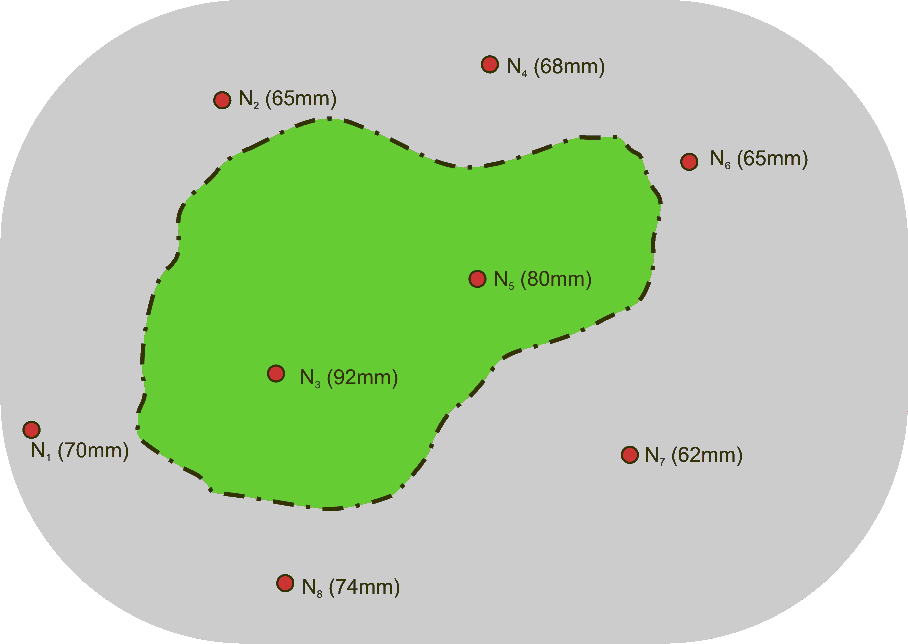 N₄ (68mm)
N₂ (65mm)
N₆ (65mm)
N₅ (80mm)
N₃ (92mm)
N₁ (70mm)
N₇ (62mm)
N₈ (74mm)